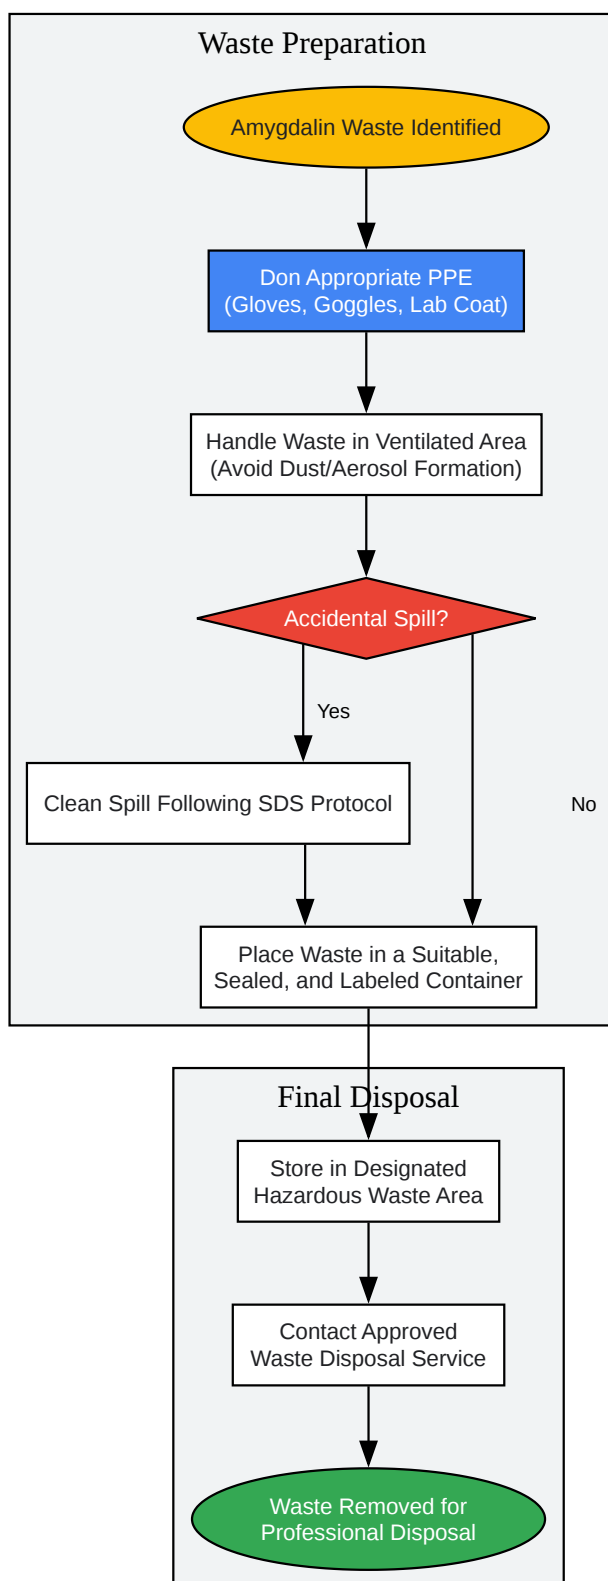 Waste Preparation
Amygdalin Waste Identified
Don Appropriate PPE
(Gloves, Goggles, Lab Coat)
Handle Waste in Ventilated Area
(Avoid Dust/Aerosol Formation)
Accidental Spill?
Yes
Clean Spill Following SDS Protocol
No
Place Waste in a Suitable,
Sealed, and Labeled Container
Final Disposal
Store in Designated
Hazardous Waste Area
Contact Approved
Waste Disposal Service
Waste Removed for
Professional Disposal